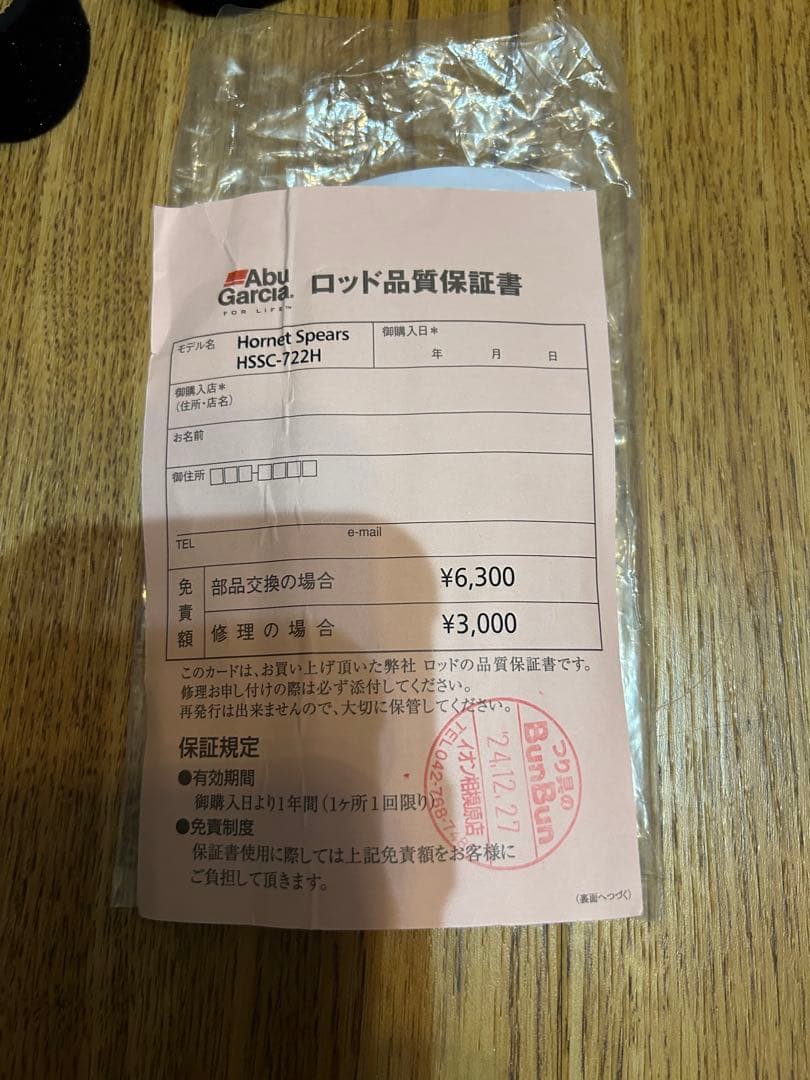 Abu
Garcia®
FOR LIFE™
ロッド品質保証書
モデル名
Hornet Spears
HSSC-722H
御購入日*
年 月 日
御購入店*
(住所・店名)
お名前
御住所
TEL
e-mail
免責額
部品交換の場合 ¥6,300
修理の場合 ¥3,000
このカードは、お買い上げ頂いた弊社 ロッドの品質保証書です。
修理お申し付けの際は必ず添付してください。
再発行は出来ませんので、大切に保管してください。
保証規定
●有効期間
御購入日より1年間(1ヶ所1回限り)
●免責制度
保証書使用に際しては上記免責額をお客様に
ご負担して頂きます。
(裏面へつづく)
つり具の
BunBun
'24.12.27
イオン相模原店
TEL042-768-